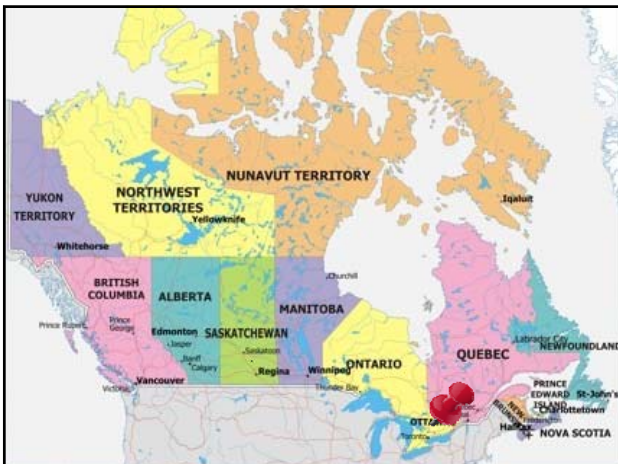 NUNAVUT TERRITORY
Iqaluit
YUKON
TERRITORY
NORTHWEST
TERRITORIES
Yellowknife
Whitehorse
BRITISH
COLUMBIA
ALBERTA
MANITOBA
Churchill
Prince Rupert
Prince
George
Edmonton
Jasper
SASKATCHEWAN
Saskatoon
Banff
Calgary
Regina
Winnipeg
Victoria
Vancouver
ONTARIO
Thunder Bay
QUEBEC
Labrador City
NEWFOUNDLAND
PRINCE
EDWARD
ISLAND
St-John's
Charlottetown
NEW
Fredericton
Halifax
NOVA SCOTIA
Toronto